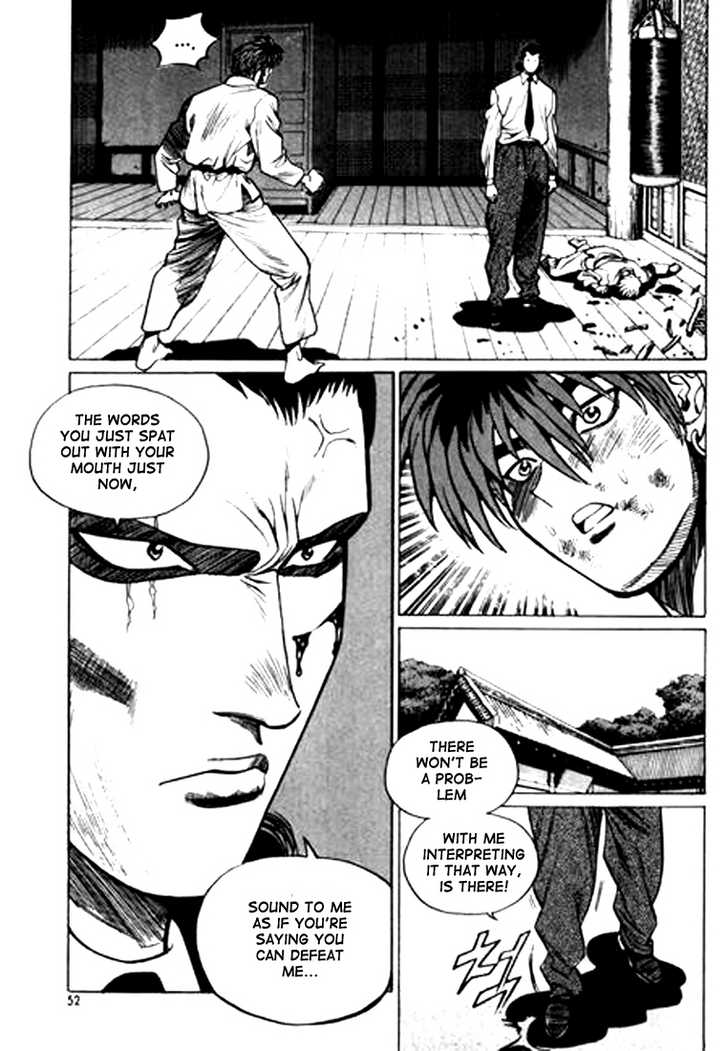 ....
THE WORDS
YOU JUST SPAT
OUT WITH YOUR
MOUTH JUST
NOW,
SOUND TO ME
AS IF YOU'RE
SAYING YOU
CAN DEFEAT
ME...
THERE
WON'T BE
A PROB-
LEM
WITH ME
INTERPRETING
IT THAT WAY,
IS THERE!
52